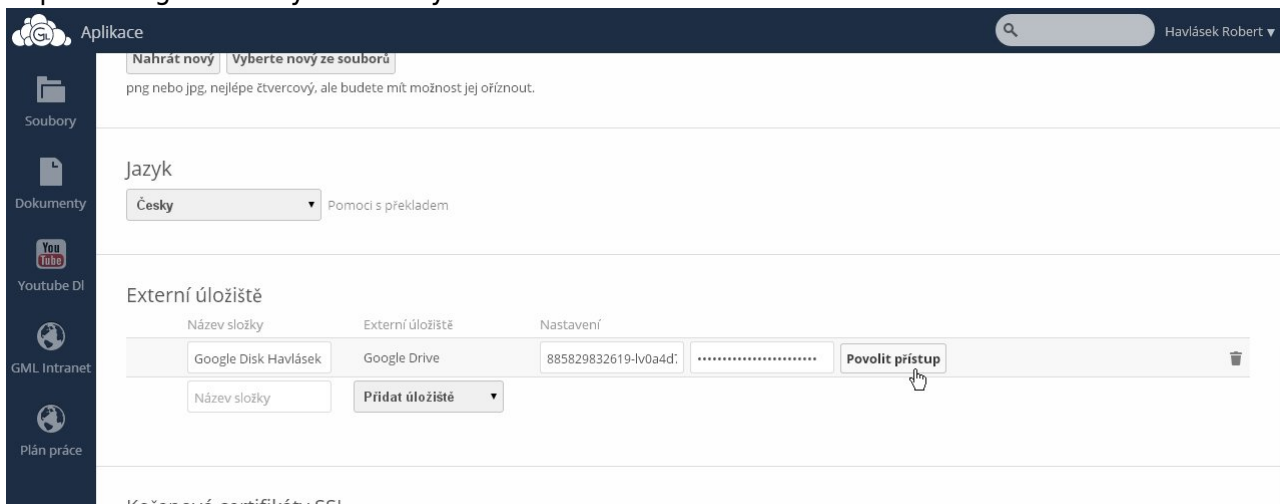 GL Aplikace Havlásek Robert ▼
Nahrát nový Vyberte nový ze souborů
png nebo jpg, nejlépe čtvercový, ale budete mít možnost jej oříznout.
Soubory
Jazyk
Dokumenty
Česky Pomoci s překladem
You
Tube
Youtube Dl
Externí úložiště
Název složky Externí úložiště Nastavení
Google Disk Havlásek Google Drive 885829832619-lv0a4d7 •••••••••••••••••••••••• Povolit přístup
GML Intranet
Název složky Přidat úložiště
Plán práce